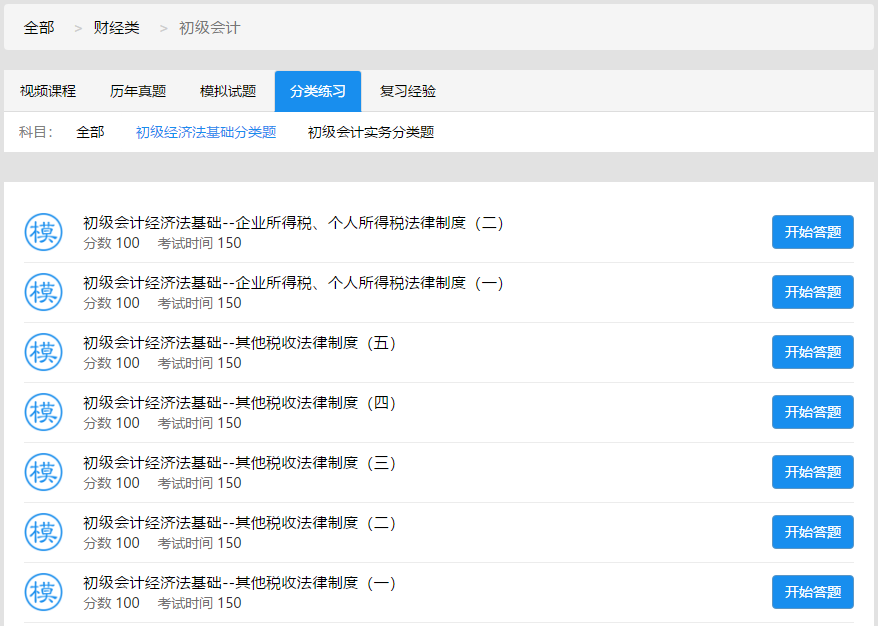 全部 > 财经类 > 初级会计
视频课程 历年真题 模拟试题 分类练习 复习经验
科目： 全部 初级经济法基础分类题 初级会计实务分类题
模 初级会计经济法基础--企业所得税、个人所得税法律制度（二） 开始答题
分数 100 考试时间 150
模 初级会计经济法基础--企业所得税、个人所得税法律制度（一） 开始答题
分数 100 考试时间 150
模 初级会计经济法基础--其他税收法律制度（五） 开始答题
分数 100 考试时间 150
模 初级会计经济法基础--其他税收法律制度（四） 开始答题
分数 100 考试时间 150
模 初级会计经济法基础--其他税收法律制度（三） 开始答题
分数 100 考试时间 150
模 初级会计经济法基础--其他税收法律制度（二） 开始答题
分数 100 考试时间 150
模 初级会计经济法基础--其他税收法律制度（一） 开始答题
分数 100 考试时间 150